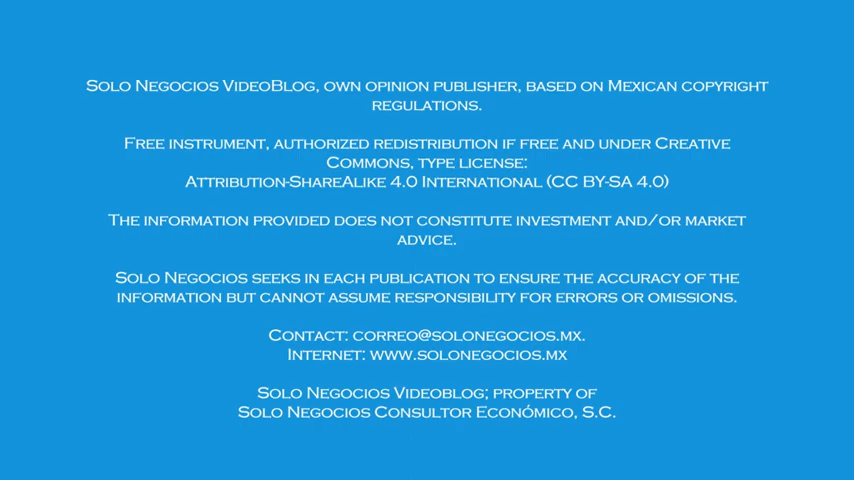 Solo Negocios VideoBlog, own opinion publisher, based on Mexican copyright
regulations.
Free instrument, authorized redistribution if free and under Creative
Commons, type license:
Attribution-ShareAlike 4.0 International (CC BY-SA 4.0)
The information provided does not constitute investment and/or market
advice.
Solo Negocios seeks in each publication to ensure the accuracy of the
information but cannot assume responsibility for errors or omissions.
Contact: correo@solonegocios.mx.
Internet: www.solonegocios.mx
Solo Negocios Videoblog; property of
Solo Negocios Consultor Económico, S.C.